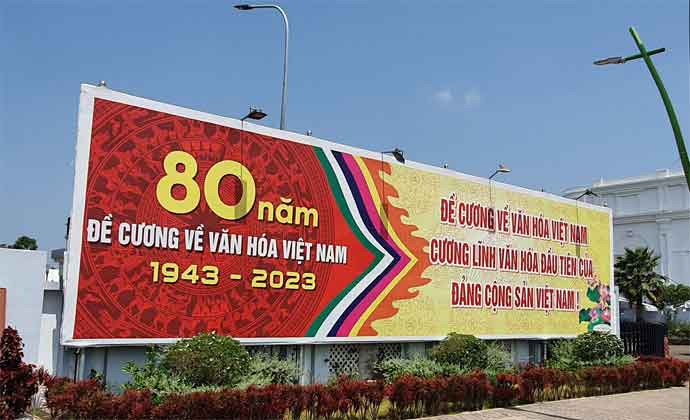 80 năm
ĐỀ CƯƠNG VỀ VĂN HÓA VIỆT NAM
1943 - 2023
ĐỀ CƯƠNG VỀ VĂN HÓA VIỆT NAM
CƯƠNG LĨNH VĂN HÓA ĐẦU TIÊN CỦA
ĐẢNG CỘNG SẢN VIỆT NAM !